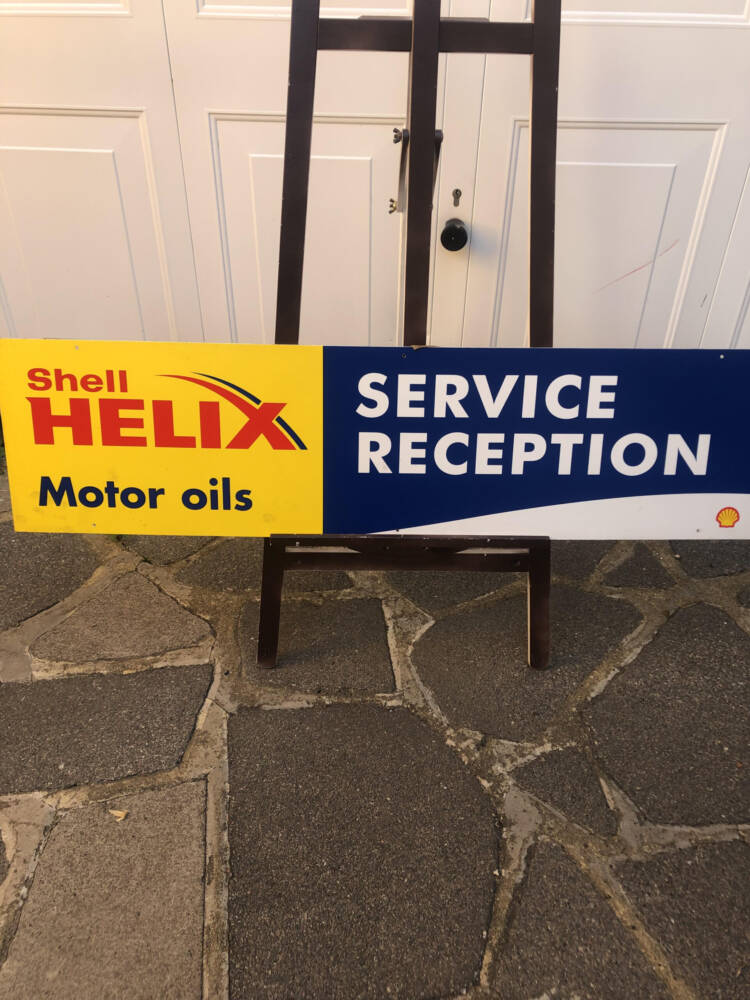 Shell
HELIX
Motor oils
SERVICE
RECEPTION